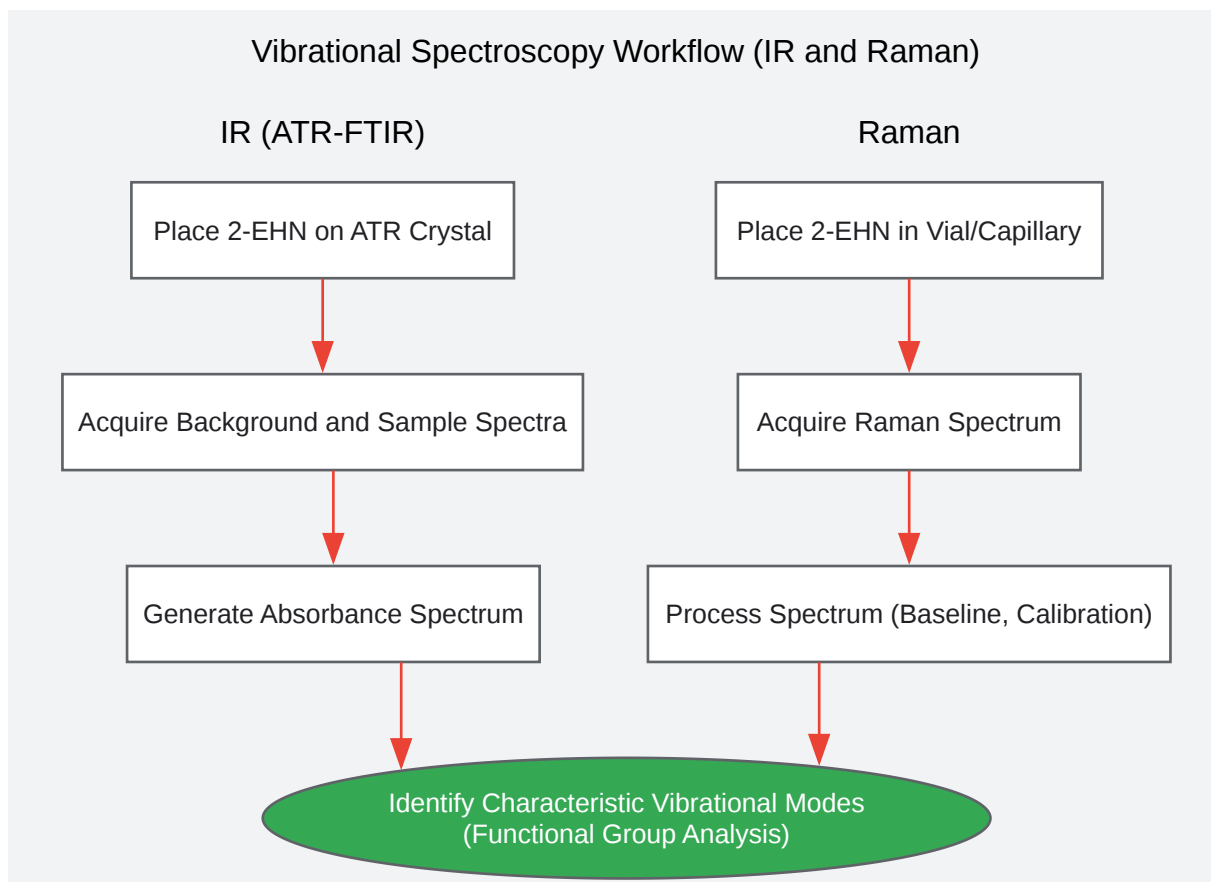 Vibrational Spectroscopy Workflow (IR and Raman)
IR (ATR-FTIR)
Place 2-EHN on ATR Crystal
Acquire Background and Sample Spectra
Generate Absorbance Spectrum
Raman
Place 2-EHN in Vial/Capillary
Acquire Raman Spectrum
Process Spectrum (Baseline, Calibration)
Identify Characteristic Vibrational Modes
(Functional Group Analysis)